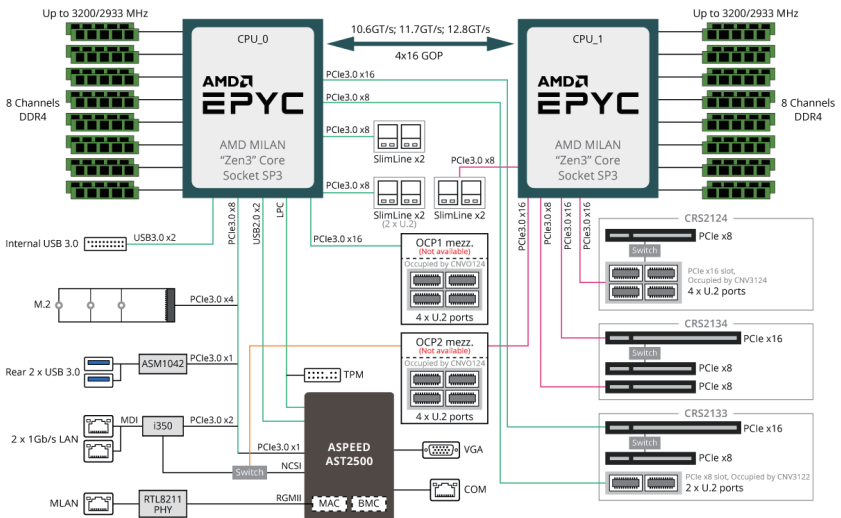 Up to 3200/2933 MHz
Up to 3200/2933 MHz
CPU_0
10.6GT/s; 11.7GT/s; 12.8GT/s
CPU_1
4x16 GOP
PCIe3.0 x16
AMD
EPYC
AMD
EPYC
PCIe3.0 x8
8 Channels
DDR4
8 Channels
DDR4
PCIe3.0 x8
AMD MILAN
"Zen3" Core
Socket SP3
AMD MILAN
"Zen3" Core
Socket SP3
SlimLine x2
PCIe3.0 x8
PCIe3.0 x8
SlimLine x2
(2 x U.2)
SlimLine x2
PCIe3.0 x8
USB2.0 x2
LPC
PCIe3.0 x16
PCIe3.0 x8
PCIe3.0 x16
PCIe3.0 x16
CRS2124
Internal USB 3.0
USB3.0 x2
PCIe3.0 x16
OCP1 mezz.
(Not available)
Occupied by CNVO124
4 x U.2 ports
PCIe x8
Switch
PCIe x16 slot,
Occupied by CNV3124
4 x U.2 ports
M.2
PCIe3.0 x4
CRS2134
OCP2 mezz.
(Not available)
Occupied by CNVO124
4 x U.2 ports
PCIe x16
Switch
PCIe x8
PCIe x8
Rear 2 x USB 3.0
ASM1042
PCIe3.0 x1
TPM
2 x 1Gb/s LAN
MDI
i350
PCIe3.0 x2
CRS2133
PCIe x16
Switch
PCIe x8
PCIe x8 slot, Occupied by CNV3122
2 x U.2 ports
PCIe3.0 x1
ASPEED
AST2500
VGA
Switch
NCSI
COM
MLAN
RTL8211
PHY
RGMII
MAC
BMC